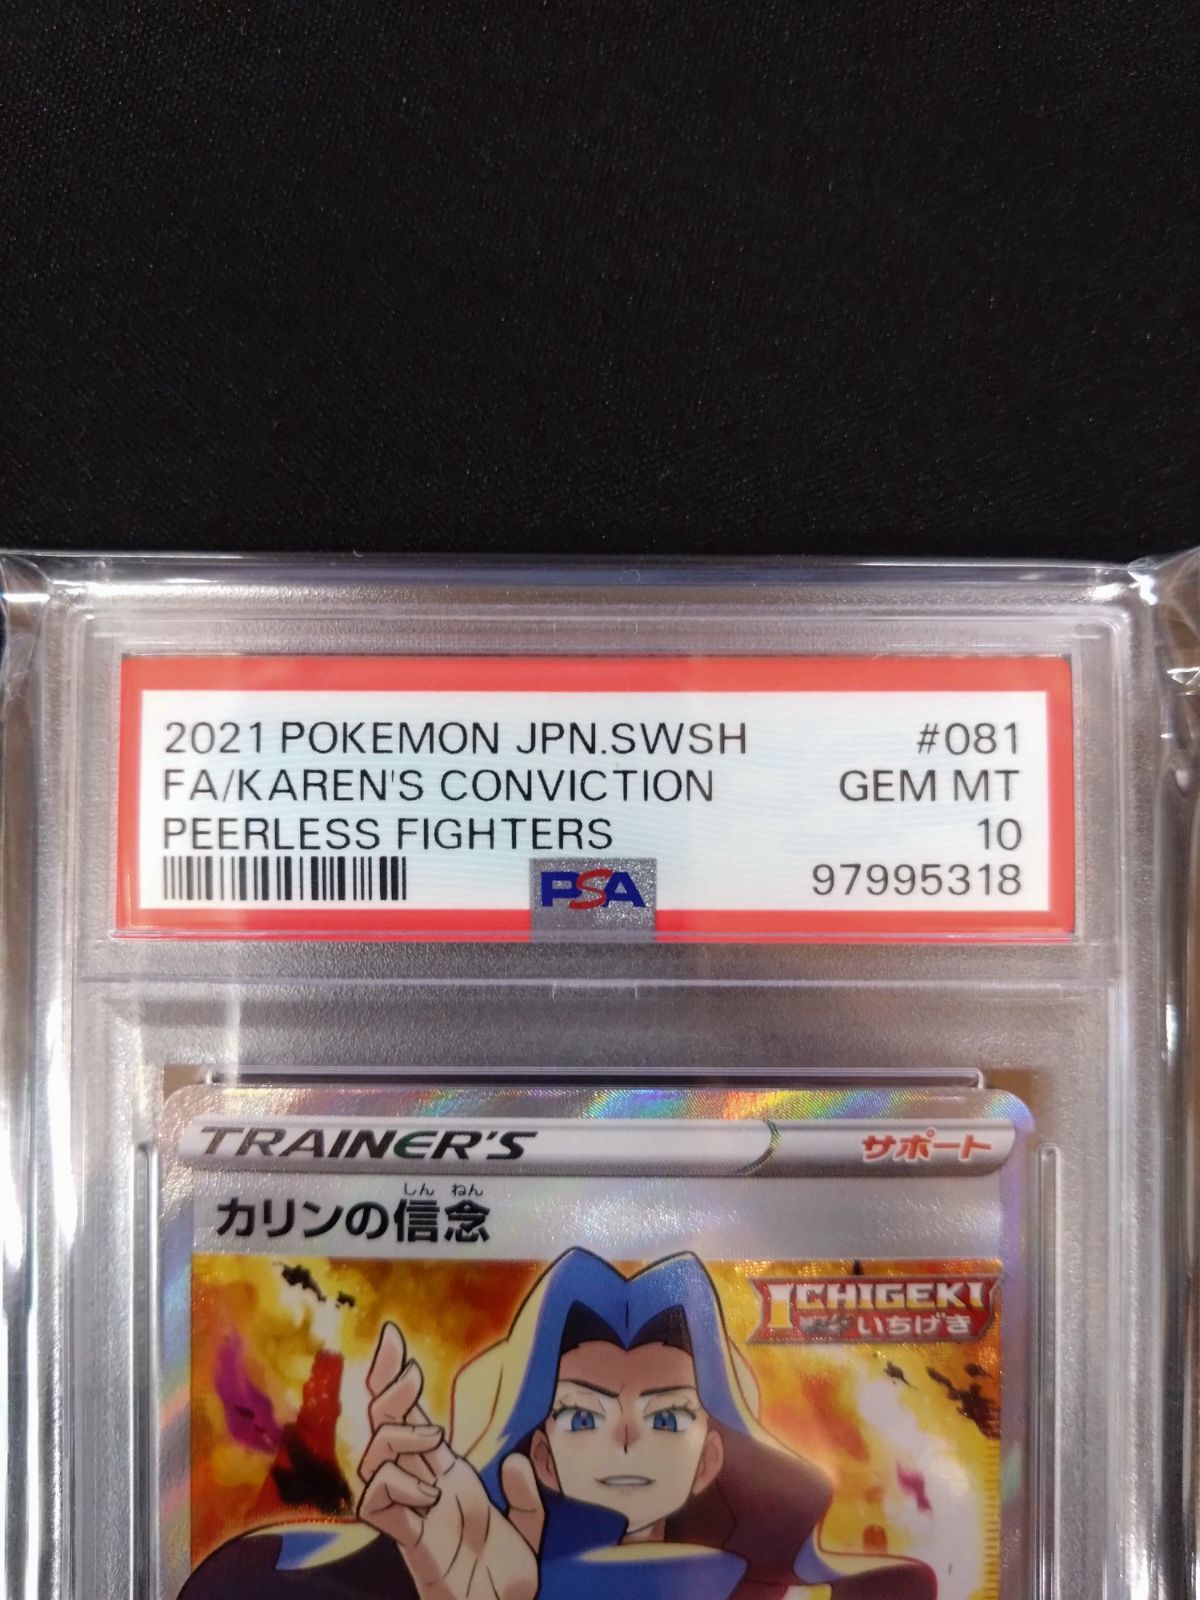 2021 POKEMON JPN.SWSH #081
FA/KAREN'S CONVICTION GEM MT
PEERLESS FIGHTERS 10
97995318
PSA
TRAINER'S サポート
しん ねん
カリンの信念
ICHIGEKI
いちげき